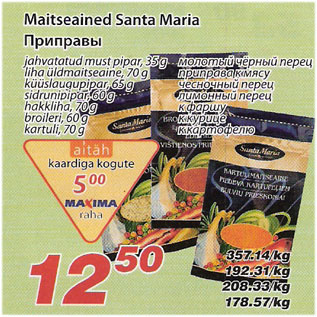 Maitseained Santa Maria
Приправы
jahvatatud must pipar, 35 g - молотый чёрный перец
liha üldmaitseaine, 70 g приправа к мясу
küüslaugupipar, 65 g чесночный перец
sidrunipipar, 60 g лимонный перец
hakkliha, 70 g к фаршу
broileri, 60 g к курице
kartuli, 70 g к картофелю
aitäh
kaardiga kogute
5.00
MAXIMA
raha
Santa Maria
KARTULIMAITSEAINE
12.50
357.14/kg
192.31/kg
208.33/kg
178.57/kg